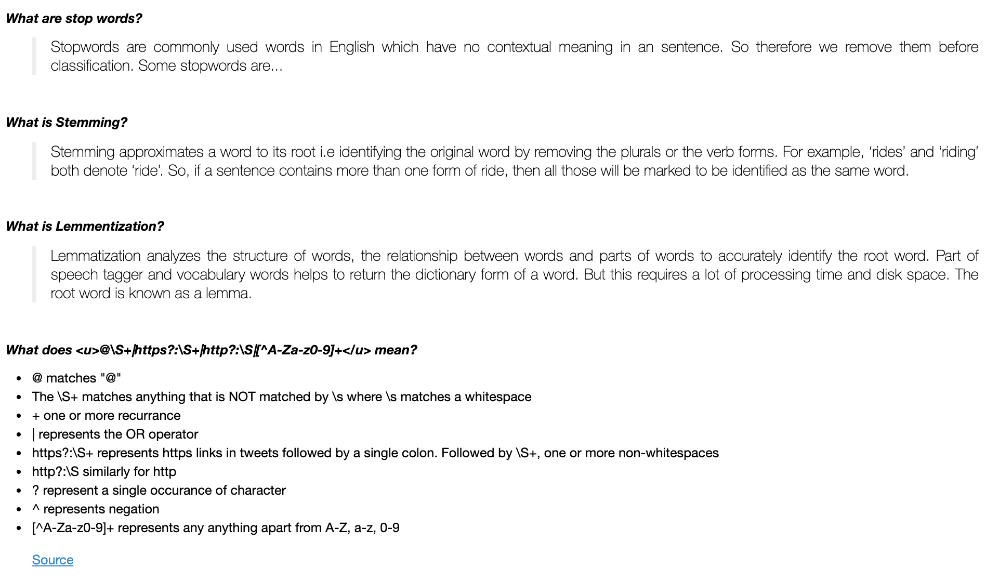 What are stop words?
Stopwords are commonly used words in English which have no contextual meaning in an sentence. So therefore we remove them before
classification. Some stopwords are...
What is Stemming?
Stemming approximates a word to its root i.e identifying the original word by removing the plurals or the verb forms. For example, ‘rides’ and ‘riding’
both denote ‘ride’. So, if a sentence contains more than one form of ride, then all those will be marked to be identified as the same word.
What is Lemmentization?
Lemmatization analyzes the structure of words, the relationship between words and parts of words to accurately identify the root word. Part of
speech tagger and vocabulary words helps to return the dictionary form of a word. But this requires a lot of processing time and disk space. The
root word is known as a lemma.
What does <u>@\S+|https?:\S+|http?:\S|[^A-Za-z0-9]+</u> mean?
• @ matches "@"
• The \S+ matches anything that is NOT matched by \s where \s matches a whitespace
• + one or more recurrance
• | represents the OR operator
• https?:\S+ represents https links in tweets followed by a single colon. Followed by \S+, one or more non-whitespaces
• http?:\S similarly for http
• ? represent a single occurance of character
• ^ represents negation
• [^A-Za-z0-9]+ represents any anything apart from A-Z, a-z, 0-9
Source